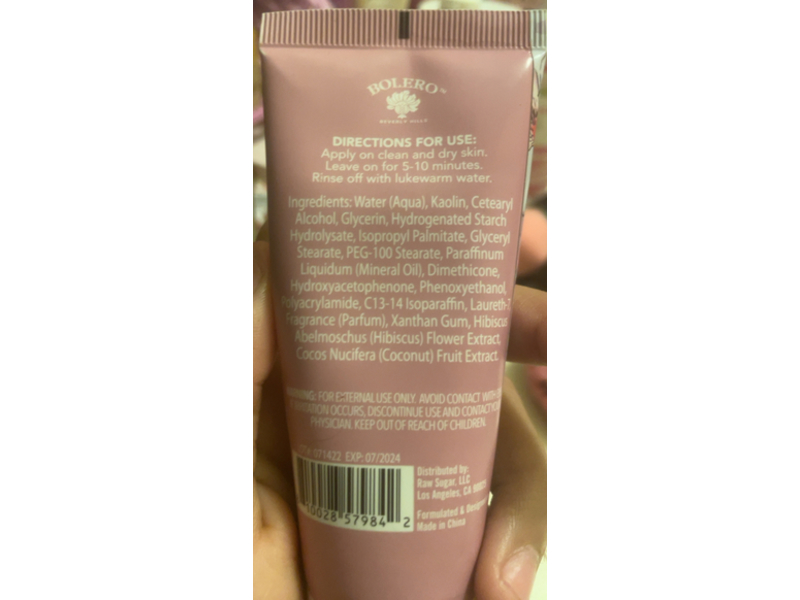 BOLERO™
BEVERLY HILLS
DIRECTIONS FOR USE:
Apply on clean and dry skin.
Leave on for 5-10 minutes.
Rinse off with lukewarm water.
Ingredients: Water (Aqua), Kaolin, Cetearyl
Alcohol, Glycerin, Hydrogenated Starch
Hydrolysate, Isopropyl Palmitate, Glyceryl
Stearate, PEG-100 Stearate, Paraffinum
Liquidum (Mineral Oil), Dimethicone,
Hydroxyacetophenone, Phenoxyethanol,
Polyacrylamide, C13-14 Isoparaffin, Laureth-7,
Fragrance (Parfum), Xanthan Gum, Hibiscus
Abelmoschus (Hibiscus) Flower Extract,
Cocos Nucifera (Coconut) Fruit Extract.
WARNING: FOR EXTERNAL USE ONLY. AVOID CONTACT WITH
IRRITATION OCCURS, DISCONTINUE USE AND CONTACT
PHYSICIAN. KEEP OUT OF REACH OF CHILDREN.
071422 EXP: 07/2024
Distributed by:
Raw Sugar, LLC
Los Angeles, CA
Formulated &
Made in China
10028 57984 2